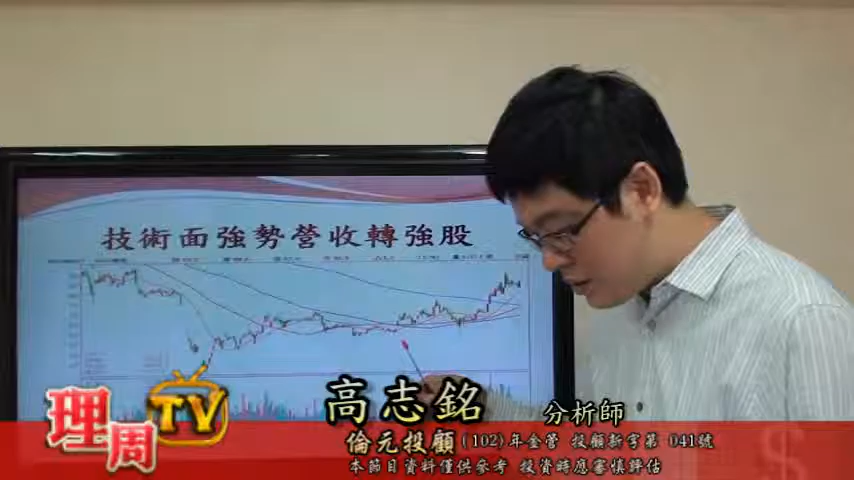 技術面強勢營收轉強股
理周TV
高志銘 分析師
倫元投顧 (102)年金管 投顧新字第 041號
本節目資料僅供參考 投資時應審慎評估